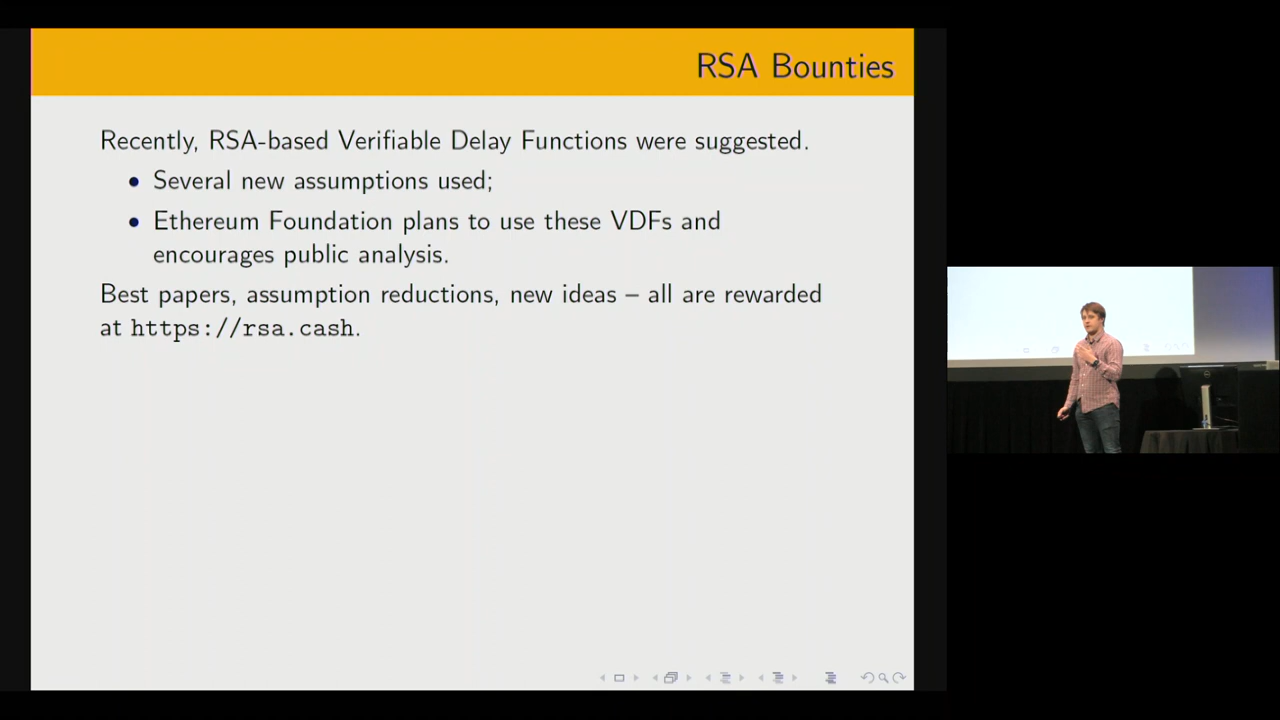 RSA Bounties
Recently, RSA-based Verifiable Delay Functions were suggested.
• Several new assumptions used;
• Ethereum Foundation plans to use these VDFs and
encourages public analysis.
Best papers, assumption reductions, new ideas – all are rewarded
at https://rsa.cash.